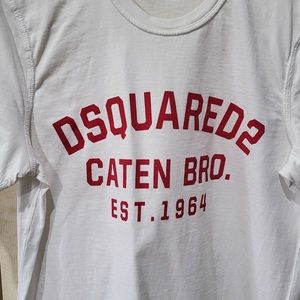 DSQUARED2
CATEN BRO.
EST.1964